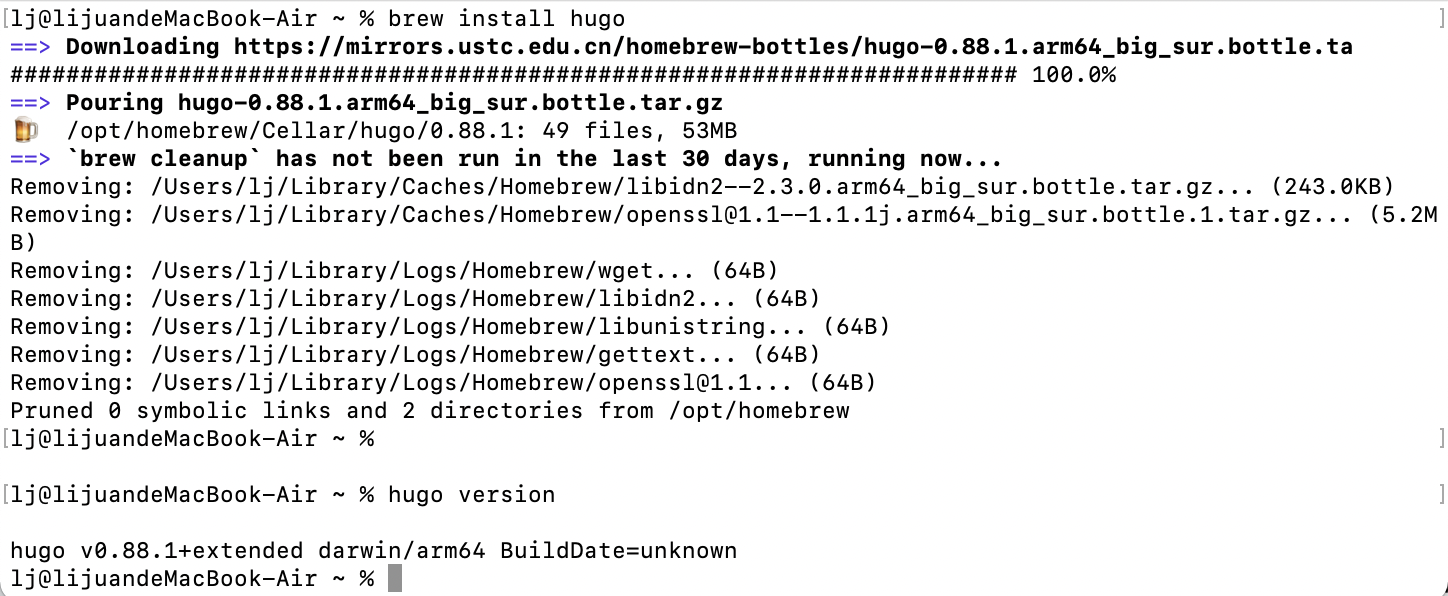 [lj@lijuandeMacBook-Air ~ % brew install hugo ]
==> Downloading https://mirrors.ustc.edu.cn/homebrew-bottles/hugo-0.88.1.arm64_big_sur.bottle.ta
######################################################################## 100.0%
==> Pouring hugo-0.88.1.arm64_big_sur.bottle.tar.gz
🍺 /opt/homebrew/Cellar/hugo/0.88.1: 49 files, 53MB
==> `brew cleanup` has not been run in the last 30 days, running now...
Removing: /Users/lj/Library/Caches/Homebrew/libidn2--2.3.0.arm64_big_sur.bottle.tar.gz... (243.0KB)
Removing: /Users/lj/Library/Caches/Homebrew/openssl@1.1--1.1.1j.arm64_big_sur.bottle.1.tar.gz... (5.2M
B)
Removing: /Users/lj/Library/Logs/Homebrew/wget... (64B)
Removing: /Users/lj/Library/Logs/Homebrew/libidn2... (64B)
Removing: /Users/lj/Library/Logs/Homebrew/libunistring... (64B)
Removing: /Users/lj/Library/Logs/Homebrew/gettext... (64B)
Removing: /Users/lj/Library/Logs/Homebrew/openssl@1.1... (64B)
Pruned 0 symbolic links and 2 directories from /opt/homebrew
[lj@lijuandeMacBook-Air ~ % ]
[lj@lijuandeMacBook-Air ~ % hugo version ]
hugo v0.88.1+extended darwin/arm64 BuildDate=unknown
lj@lijuandeMacBook-Air ~ %